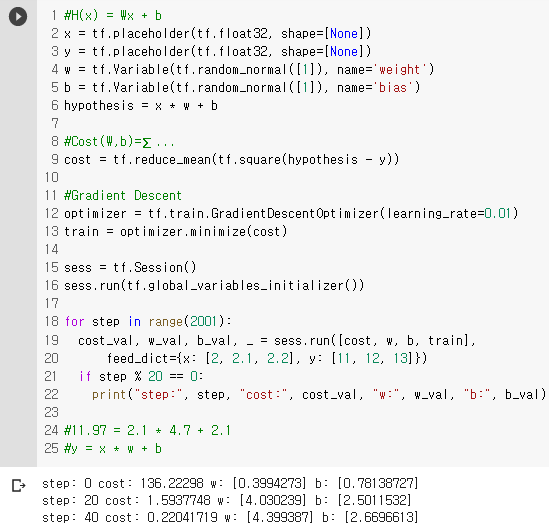 1 #H(x) = Wx + b
2 x = tf.placeholder(tf.float32, shape=[None])
3 y = tf.placeholder(tf.float32, shape=[None])
4 w = tf.Variable(tf.random_normal([1]), name='weight')
5 b = tf.Variable(tf.random_normal([1]), name='bias')
6 hypothesis = x * w + b
7
8 #Cost(W,b)=∑ ...
9 cost = tf.reduce_mean(tf.square(hypothesis - y))
10
11 #Gradient Descent
12 optimizer = tf.train.GradientDescentOptimizer(learning_rate=0.01)
13 train = optimizer.minimize(cost)
14
15 sess = tf.Session()
16 sess.run(tf.global_variables_initializer())
17
18 for step in range(2001):
19   cost_val, w_val, b_val, _ = sess.run([cost, w, b, train],
20       feed_dict={x: [2, 2.1, 2.2], y: [11, 12, 13]})
21   if step % 20 == 0:
22     print("step:", step, "cost:", cost_val, "w:", w_val, "b:", b_val)
23
24 #11.97 = 2.1 * 4.7 + 2.1
25 #y = x * w + b
step: 0 cost: 136.22298 w: [0.3994273] b: [0.78138727]
step: 20 cost: 1.5937748 w: [4.030239] b: [2.5011532]
step: 40 cost: 0.22041719 w: [4.399387] b: [2.6696613]